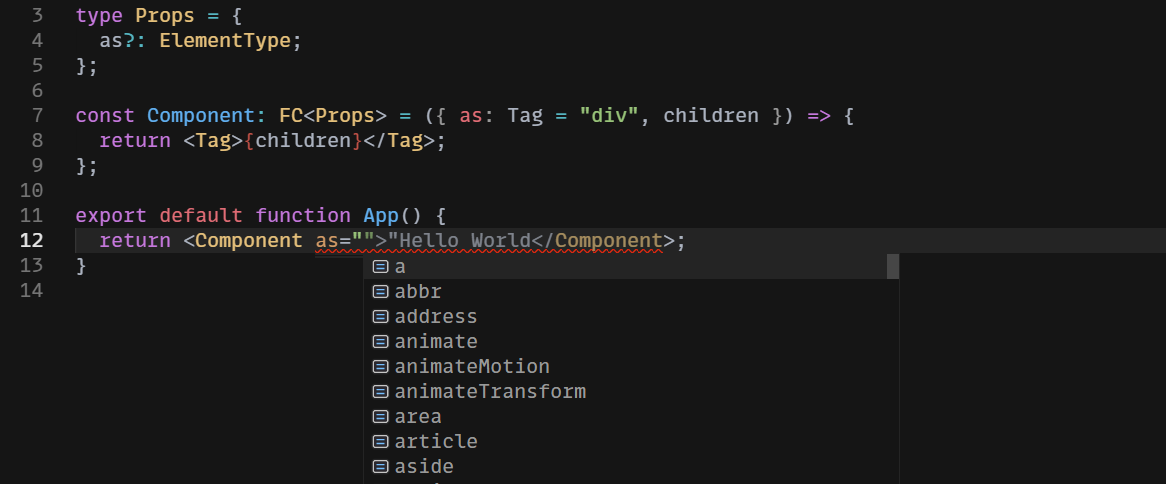 3 type Props = {
4   as?: ElementType;
5 };
6
7 const Component: FC<Props> = ({ as: Tag = "div", children }) => {
8   return <Tag>{children}</Tag>;
9 };
10
11 export default function App() {
12   return <Component as="">"Hello World</Component>;
13 }
14
a
abbr
address
animate
animateMotion
animateTransform
area
article
aside